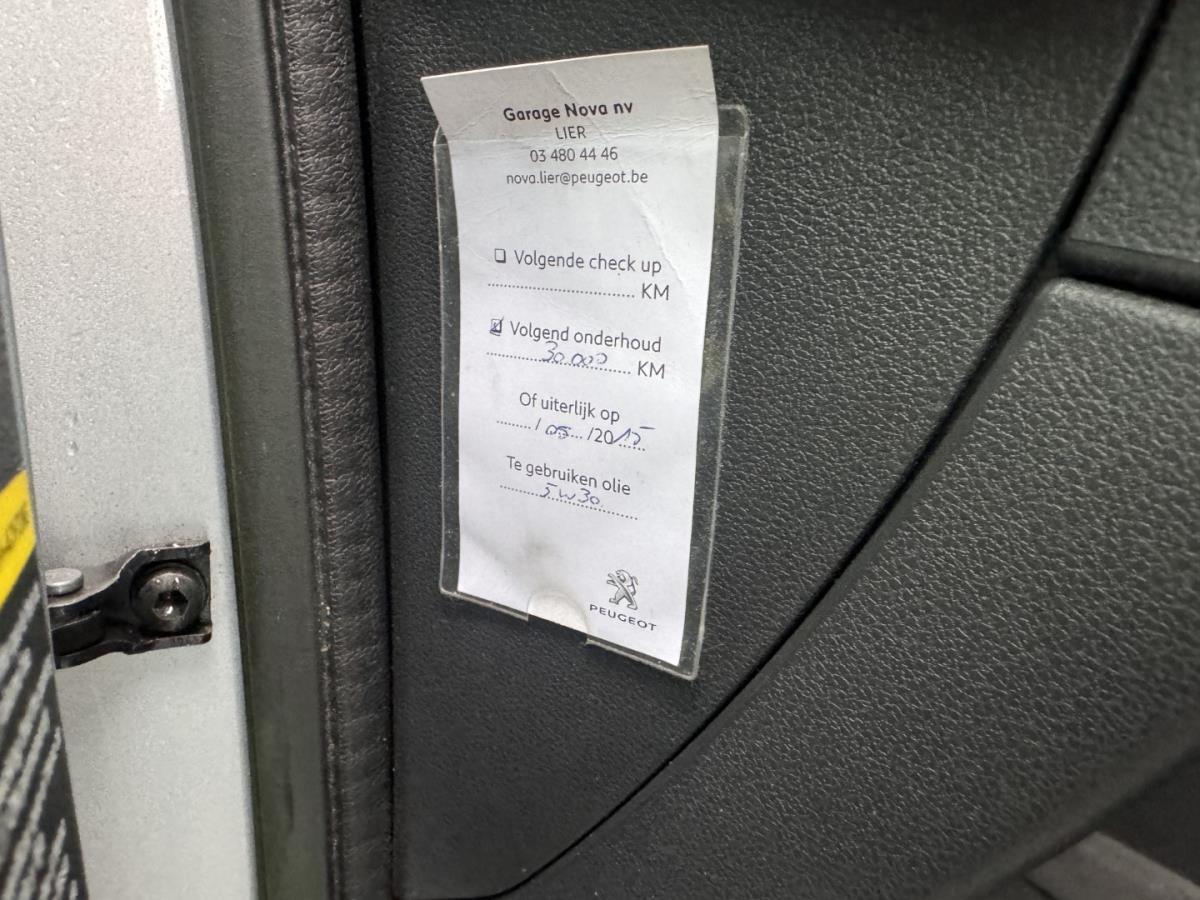 Garage Nova nv
LIER
03 480 44 46
nova.lier@peugeot.be
❑ Volgende check up
.............................. KM
☑ Volgend onderhoud
30.000 KM
Of uiterlijk op
....... / 05 /2015
Te gebruiken olie
5W30
PEUGEOT